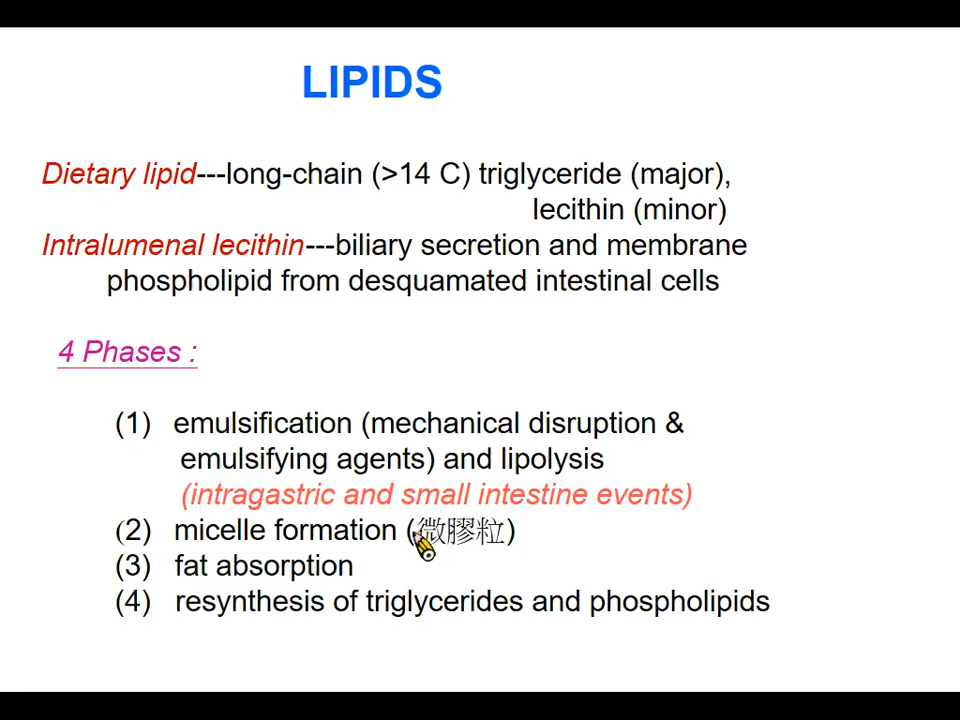 LIPIDS
Dietary lipid---long-chain (>14 C) triglyceride (major),
lecithin (minor)
Intralumenal lecithin---biliary secretion and membrane
phospholipid from desquamated intestinal cells
4 Phases :
(1) emulsification (mechanical disruption &
emulsifying agents) and lipolysis
(intragastric and small intestine events)
(2) micelle formation (微膠粒)
(3) fat absorption
(4) resynthesis of triglycerides and phospholipids